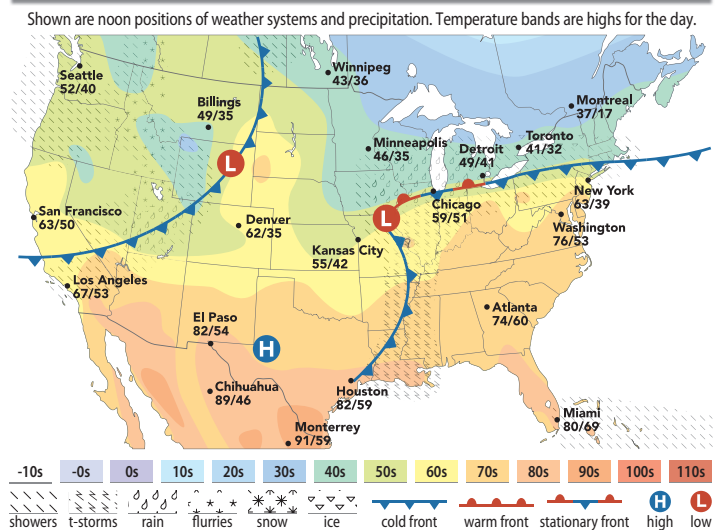 Shown are noon positions of weather systems and precipitation. Temperature bands are highs for the day.
Seattle
52/40
Winnipeg
43/36
Billings
49/35
Montreal
37/17
Minneapolis
46/35
Detroit
49/41
Toronto
41/32
L
New York
63/39
Chicago
59/51
San Francisco
63/50
L
Denver
62/35
Washington
76/53
Kansas City
55/42
Los Angeles
67/53
Atlanta
74/60
El Paso
82/54
H
Chihuahua
89/46
Houston
82/59
Miami
80/69
Monterrey
91/59
-10s -0s 0s 10s 20s 30s 40s 50s 60s 70s 80s 90s 100s 110s
H L
showers t-storms rain flurries snow ice cold front warm front stationary front high low